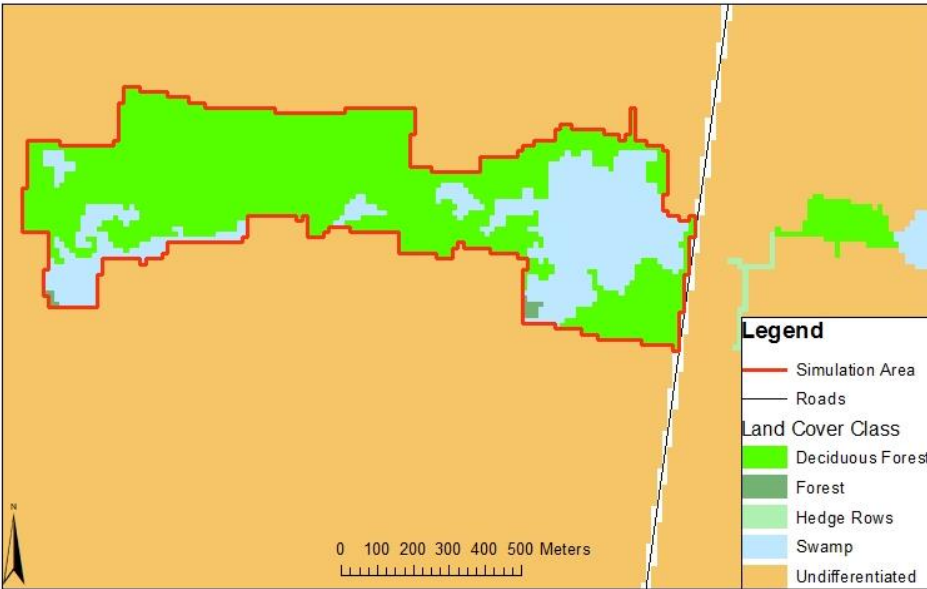 Legend
Simulation Area
Roads
Land Cover Class
Deciduous Forest
Forest
Hedge Rows
Swamp
Undifferentiated
N
0 100 200 300 400 500 Meters